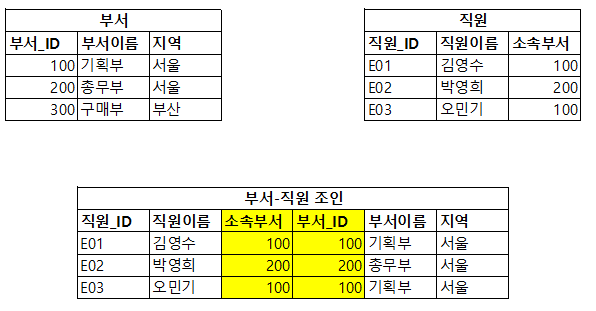 부서
부서_ID 부서이름 지역
100 기획부 서울
200 총무부 서울
300 구매부 부산
직원
직원_ID 직원이름 소속부서
E01 김영수 100
E02 박영희 200
E03 오민기 100
부서-직원 조인
직원_ID 직원이름 소속부서 부서_ID 부서이름 지역
E01 김영수 100 100 기획부 서울
E02 박영희 200 200 총무부 서울
E03 오민기 100 100 기획부 서울